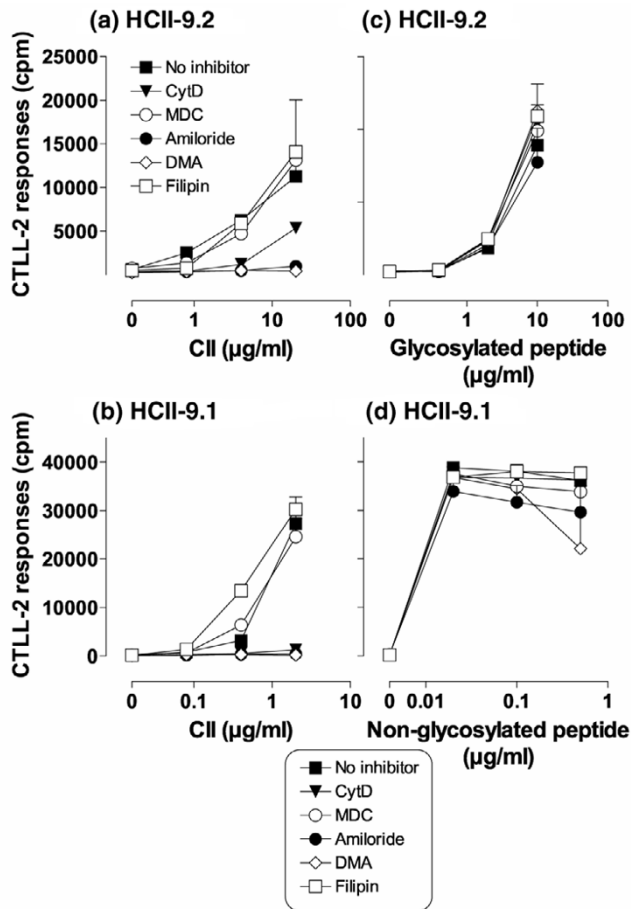 (a) HCII-9.2
(c) HCII-9.2
CTLL-2 responses (cpm)
25000
20000
15000
10000
5000
No inhibitor
CytD
MDC
Amiloride
DMA
Filipin
0 1 10 100
CII (µg/ml)
0 1 10 100
Glycosylated peptide
(µg/ml)
(b) HCII-9.1
(d) HCII-9.1
CTLL-2 responses (cpm)
40000
30000
20000
10000
0
0 0.1 1 10
CII (µg/ml)
0 0.01 0.1 1
Non-glycosylated peptide
(µg/ml)
No inhibitor
CytD
MDC
Amiloride
DMA
Filipin